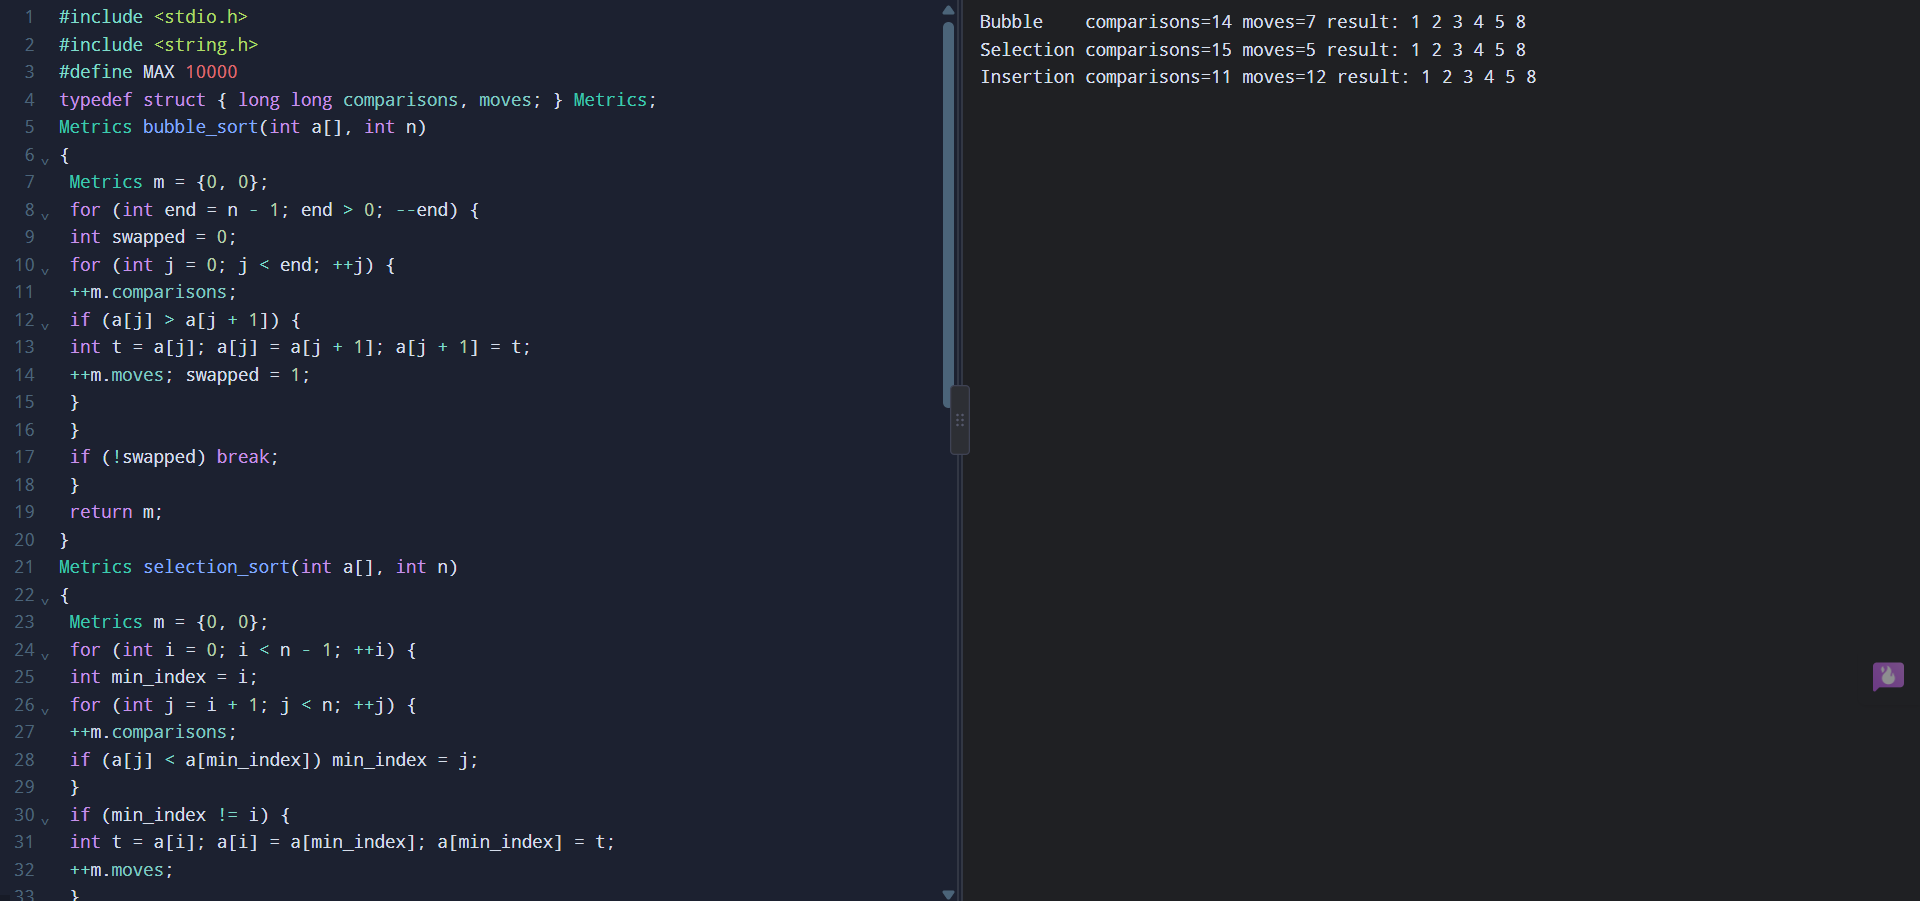 1 #include <stdio.h>
2 #include <string.h>
3 #define MAX 10000
4 typedef struct { long long comparisons, moves; } Metrics;
5 Metrics bubble_sort(int a[], int n)
6 {
7 Metrics m = {0, 0};
8 for (int end = n - 1; end > 0; --end) {
9 int swapped = 0;
10 for (int j = 0; j < end; ++j) {
11 ++m.comparisons;
12 if (a[j] > a[j + 1]) {
13 int t = a[j]; a[j] = a[j + 1]; a[j + 1] = t;
14 ++m.moves; swapped = 1;
15 }
16 }
17 if (!swapped) break;
18 }
19 return m;
20 }
21 Metrics selection_sort(int a[], int n)
22 {
23 Metrics m = {0, 0};
24 for (int i = 0; i < n - 1; ++i) {
25 int min_index = i;
26 for (int j = i + 1; j < n; ++j) {
27 ++m.comparisons;
28 if (a[j] < a[min_index]) min_index = j;
29 }
30 if (min_index != i) {
31 int t = a[i]; a[i] = a[min_index]; a[min_index] = t;
32 ++m.moves;
33 }
Bubble    comparisons=14 moves=7 result: 1 2 3 4 5 8
Selection comparisons=15 moves=5 result: 1 2 3 4 5 8
Insertion comparisons=11 moves=12 result: 1 2 3 4 5 8